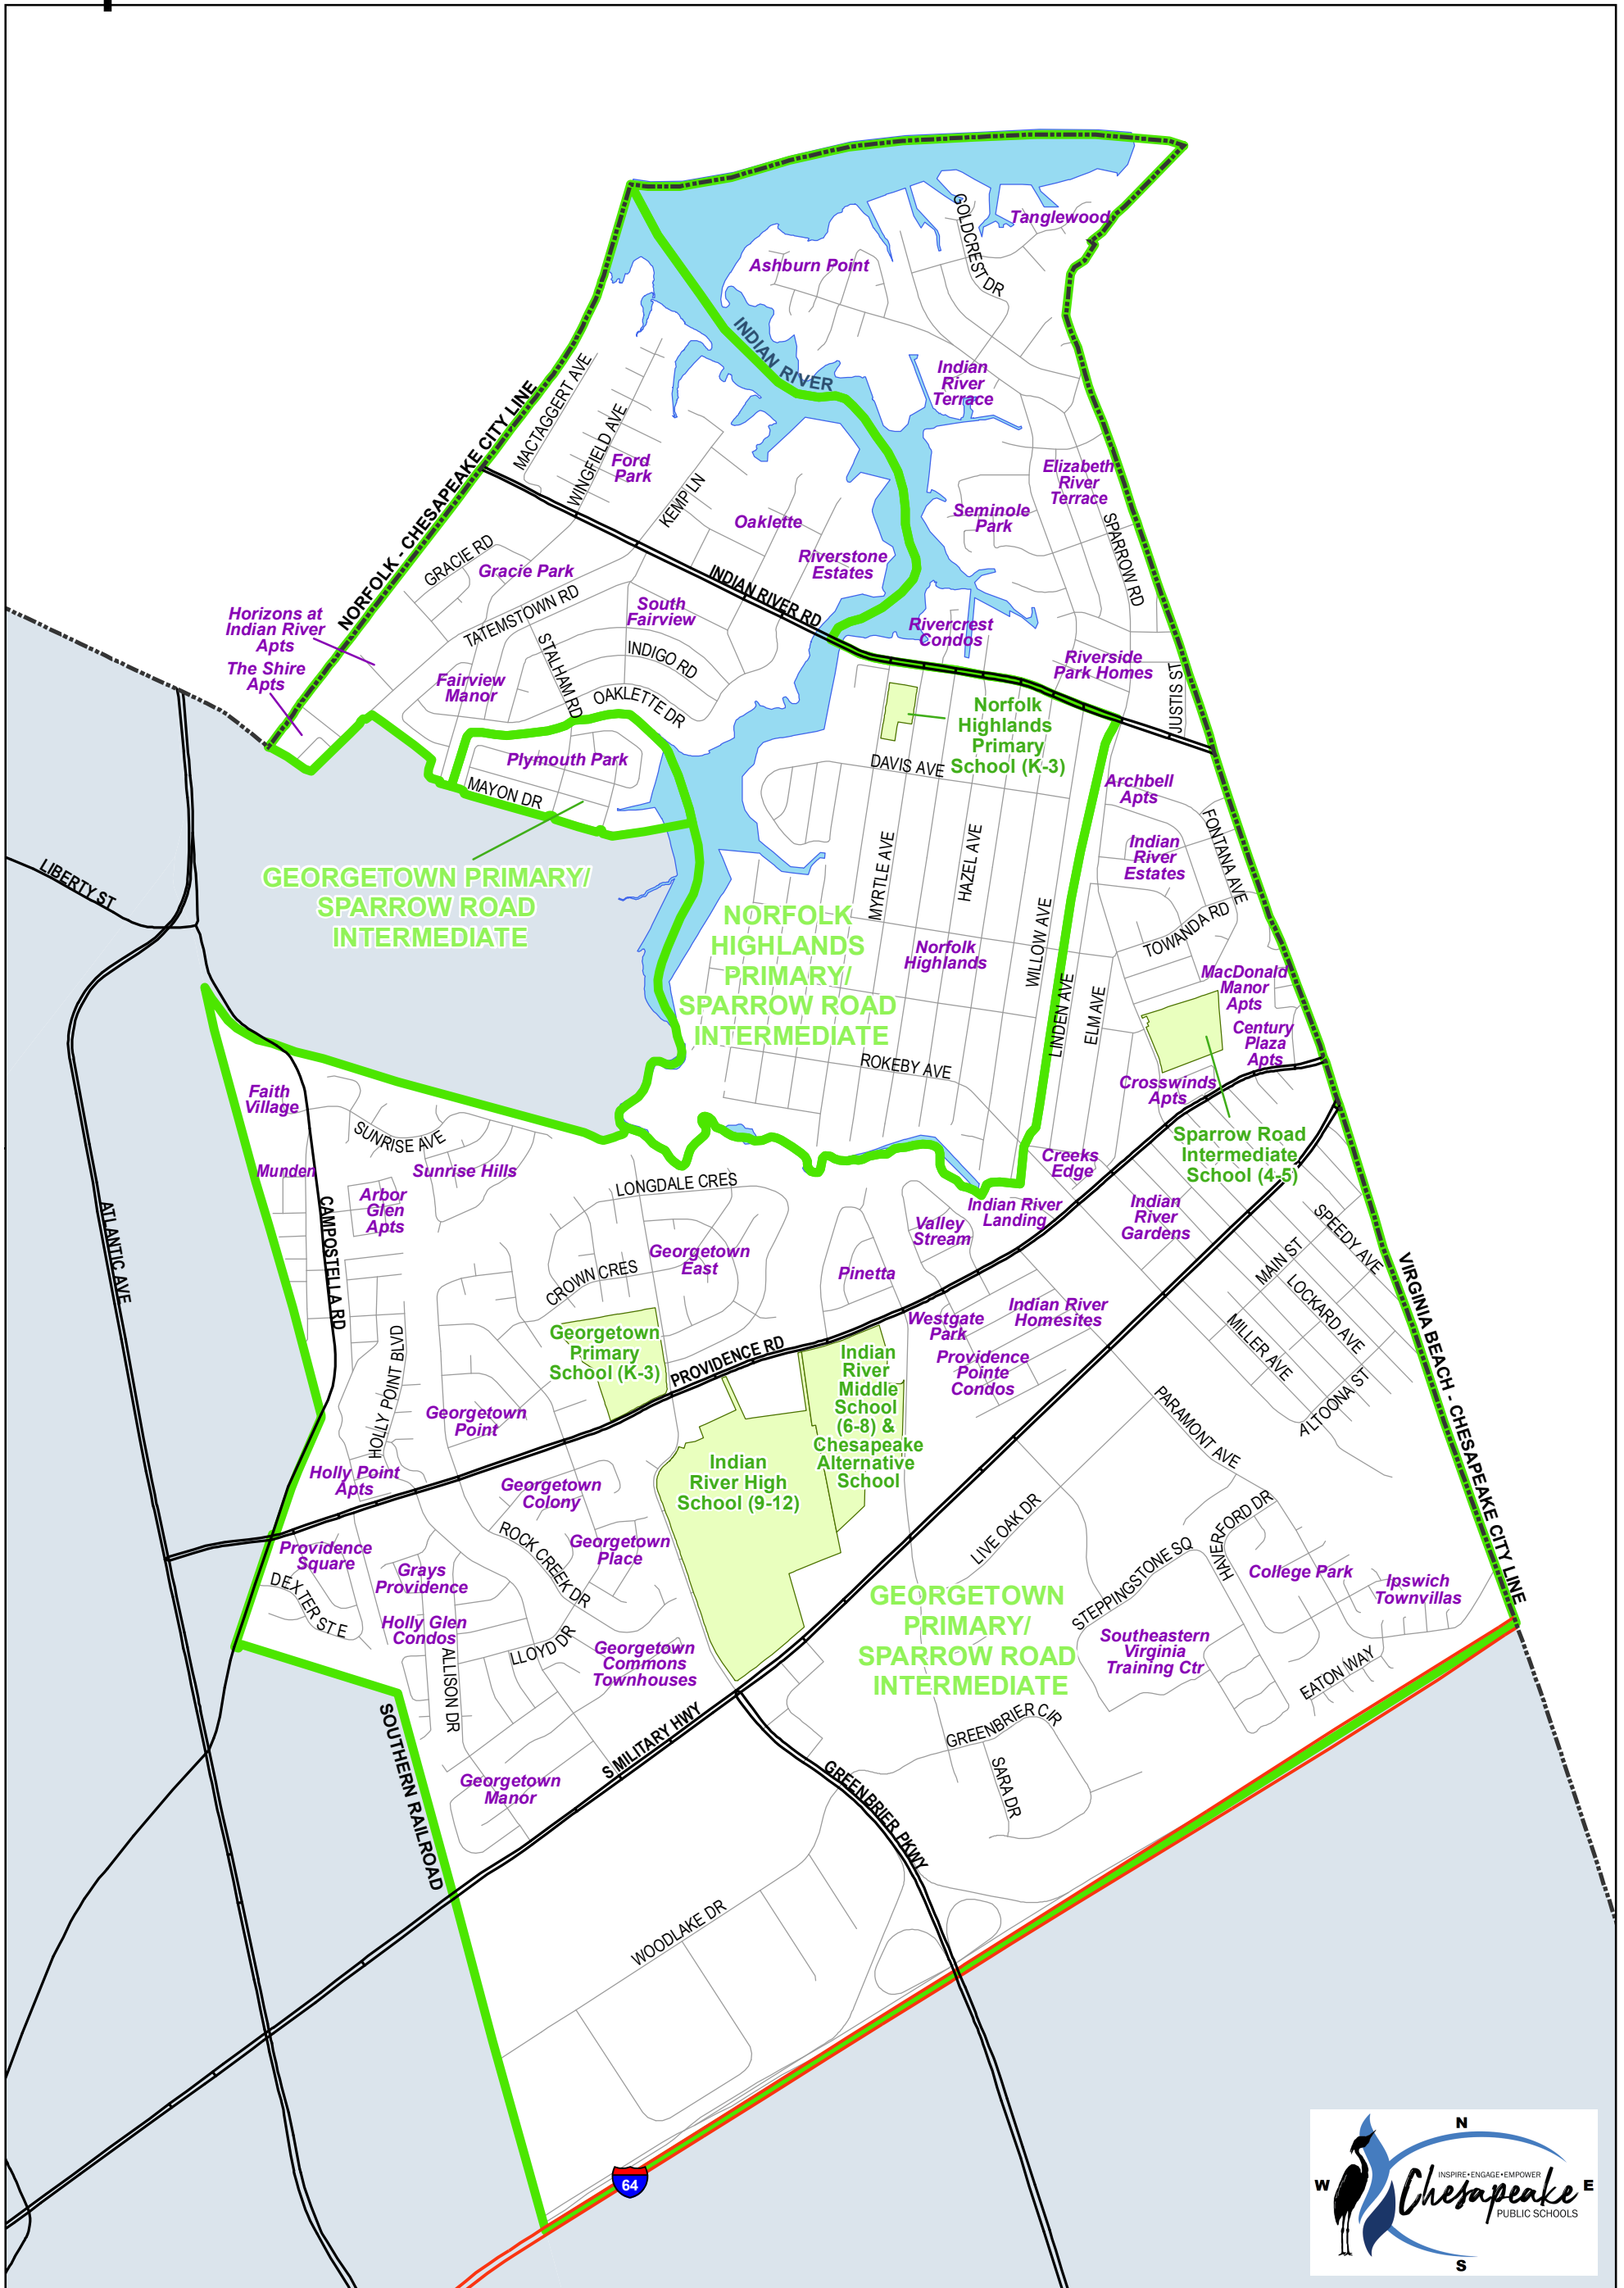 Tanglewood
GOLDCREST DR
Ashburn Point
INDIAN RIVER
Indian
River
Terrace
NORFOLK - CHESAPEAKE CITY LINE
MACTAGGERT AVE
WINGFIELD AVE
Ford
Park
KEMP LN
Oaklette
Elizabeth
River
Terrace
Seminole
Park
SPARROW RD
Riverstone
Estates
GRACIE RD
Gracie Park
INDIAN RIVER RD
TATEMSTOWN RD
South
Fairview
Horizons at
Indian River
Apts
The Shire
Apts
Rivercrest
Condos
Riverside
Park Homes
JUSTIS ST
STALHAM RD
INDIGO RD
Fairview
Manor
OAKLETTE DR
Norfolk
Highlands
Primary
School (K-3)
Plymouth Park
MAYON DR
DAVIS AVE
Archbell
Apts
FONTANA AVE
Indian
River
Estates
LIBERTY ST
GEORGETOWN PRIMARY/
SPARROW ROAD
INTERMEDIATE
MYRTLE AVE
HAZEL AVE
WILLOW AVE
NORFOLK
HIGHLANDS
PRIMARY/
SPARROW ROAD
INTERMEDIATE
Norfolk
Highlands
TOWANDA RD
LINDEN AVE
ELM AVE
MacDonald
Manor
Apts
Century
Plaza
Apts
ROKEBY AVE
Crosswinds
Apts
Faith
Village
SUNRISE AVE
Sunrise Hills
Munden
Arbor
Glen
Apts
Creeks
Edge
Sparrow Road
Intermediate
School (4-5)
LONGDALE CRES
Indian River
Landing
Valley
Stream
Indian
River
Gardens
SPEEDY AVE
ATLANTIC AVE
CAMPOSTELLA RD
Georgetown
East
CROWN CRES
Pinetta
MAIN ST
LOCKARD AVE
VIRGINIA BEACH - CHESAPEAKE CITY LINE
Westgate
Park
Indian River
Homesites
MILLER AVE
Georgetown
Primary
School (K-3)
PROVIDENCE RD
Indian
River
Middle
School
(6-8) &
Chesapeake
Alternative
School
Providence
Pointe
Condos
HOLLY POINT BLVD
ALTOONA ST
PARAMONT AVE
Georgetown
Point
Holly Point
Apts
Indian
River High
School (9-12)
Georgetown
Colony
LIVE OAK DR
ROCK CREEK DR
Georgetown
Place
Providence
Square
DEXTER ST E
Grays
Providence
HAVERFORD DR
STEPPINGSTONE SQ
College Park
Ipswich
Townvillas
GEORGETOWN
PRIMARY/
SPARROW ROAD
INTERMEDIATE
Holly Glen
Condos
LLOYD DR
ALLISON DR
Georgetown
Commons
Townhouses
Southeastern
Virginia
Training Ctr
EATON WAY
SOUTHERN RAILROAD
S MILITARY HWY
GREENBRIER CIR
SARA DR
Georgetown
Manor
GREENBRIER PKWY
WOODLAKE DR
64
N
W
E
S
INSPIRE•ENGAGE•EMPOWER
Chesapeake
PUBLIC SCHOOLS